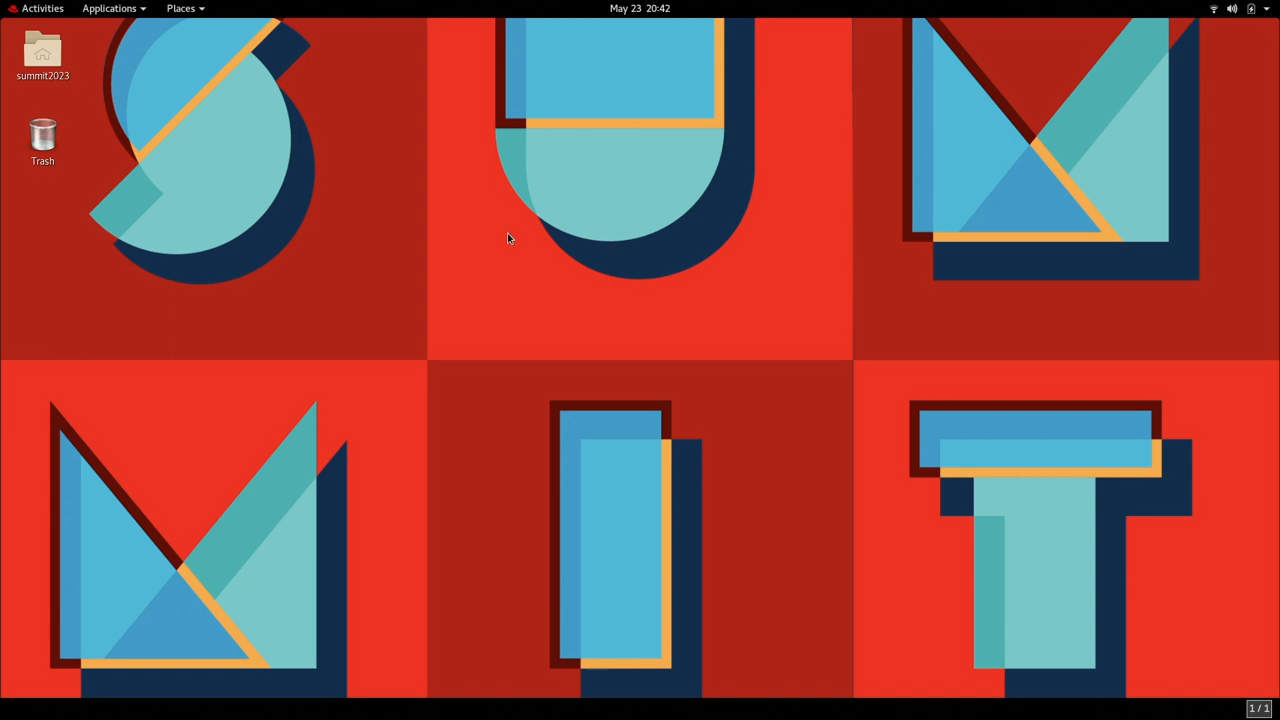 Activities Applications Places May 23 20:42
summit2023
Trash
S U M
M I T
1 / 1